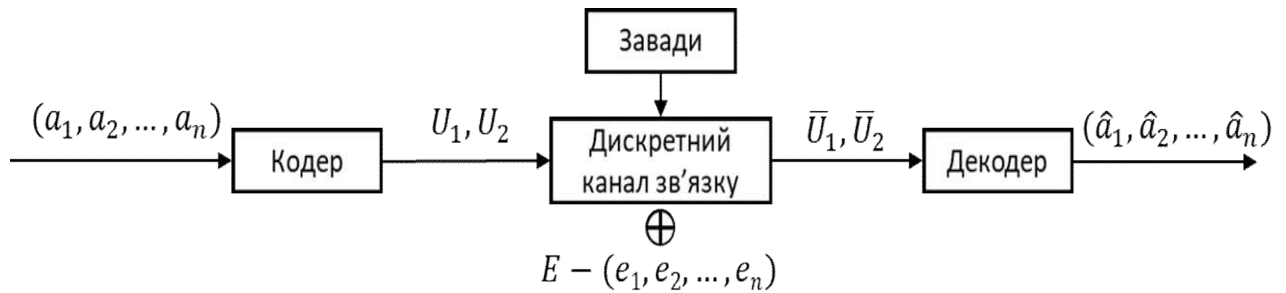 Завади
(a₁, a₂, ..., aₙ)
Кодер
U₁, U₂
Дискретний
канал зв'язку
Ū₁, Ū₂
Декодер
(â₁, â₂, ..., âₙ)
⊕
E − (e₁, e₂, ..., eₙ)